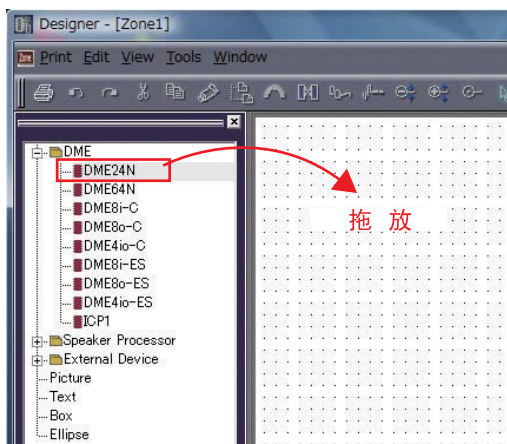 Designer - [Zone1]
Print Edit View Tools Window
DME
DME24N
DME64N
DME8i-C
DME8o-C
DME4io-C
DME8i-ES
DME8o-ES
DME4io-ES
ICP1
Speaker Processor
External Device
Picture
Text
Box
Ellipse
拖 放